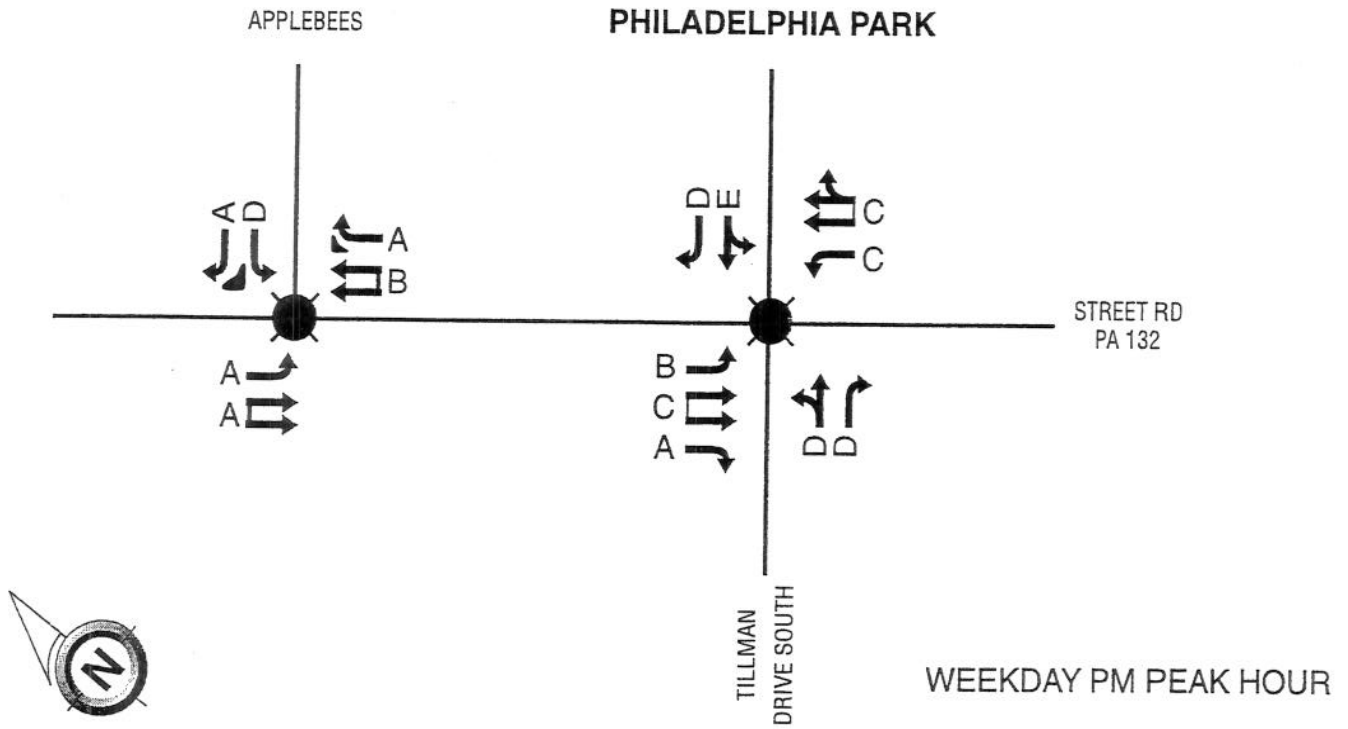 APPLEBEES
PHILADELPHIA PARK
A
D
A
B
D
E
C
C
STREET RD
PA 132
A
A
B
C
A
D
D
TILLMAN
DRIVE SOUTH
N
WEEKDAY PM PEAK HOUR